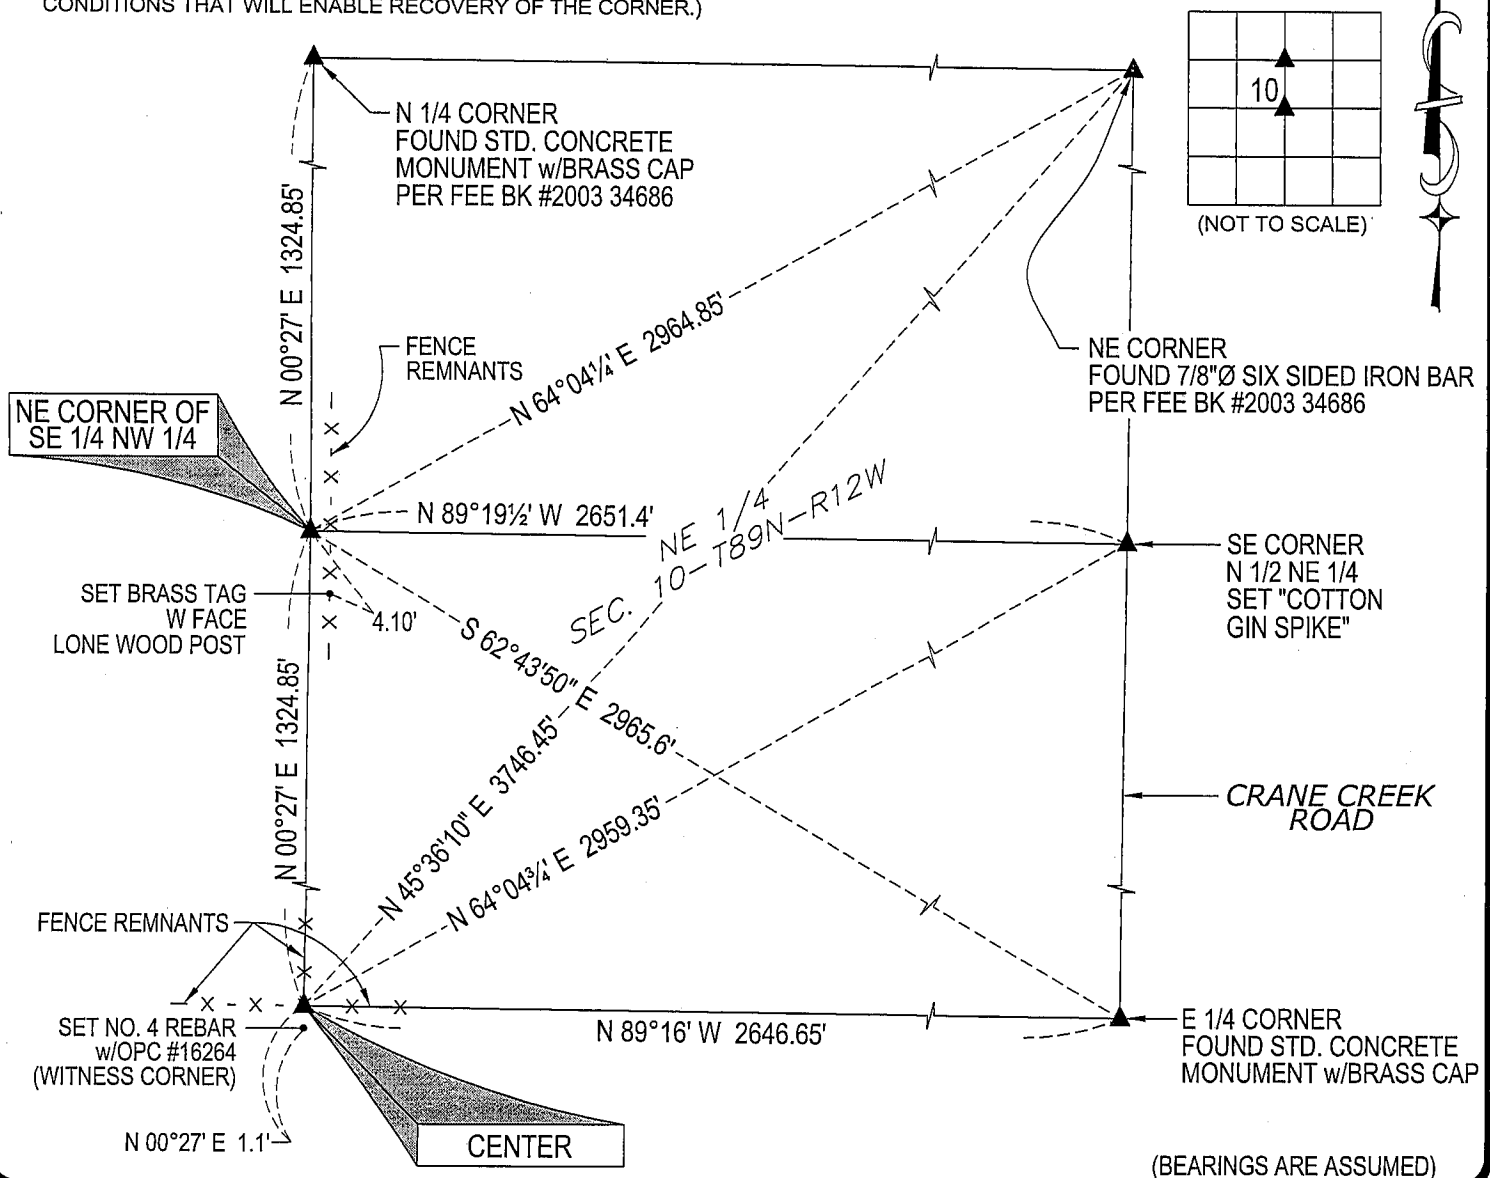 CONDITIONS THAT WILL ENABLE RECOVERY OF THE CORNER.)
N 1/4 CORNER
FOUND STD. CONCRETE
MONUMENT w/BRASS CAP
PER FEE BK #2003 34686
10
(NOT TO SCALE)
N 00°27' E 1324.85'
N 64°04¼' E 2964.85'
FENCE
REMNANTS
NE CORNER
FOUND 7/8"Ø SIX SIDED IRON BAR
PER FEE BK #2003 34686
NE CORNER OF
SE 1/4 NW 1/4
N 89°19½' W 2651.4'
NE 1/4
SEC. 10-T89N-R12W
SE CORNER
N 1/2 NE 1/4
SET "COTTON
GIN SPIKE"
SET BRASS TAG
W FACE
LONE WOOD POST
4.10'
S 62°43'50" E 2965.6'
N 00°27' E 1324.85'
N 45°36'10" E 3746.45'
N 64°04¾' E 2959.35'
CRANE CREEK
ROAD
FENCE REMNANTS
SET NO. 4 REBAR
w/OPC #16264
(WITNESS CORNER)
N 89°16' W 2646.65'
E 1/4 CORNER
FOUND STD. CONCRETE
MONUMENT w/BRASS CAP
N 00°27' E 1.1'
CENTER
(BEARINGS ARE ASSUMED)